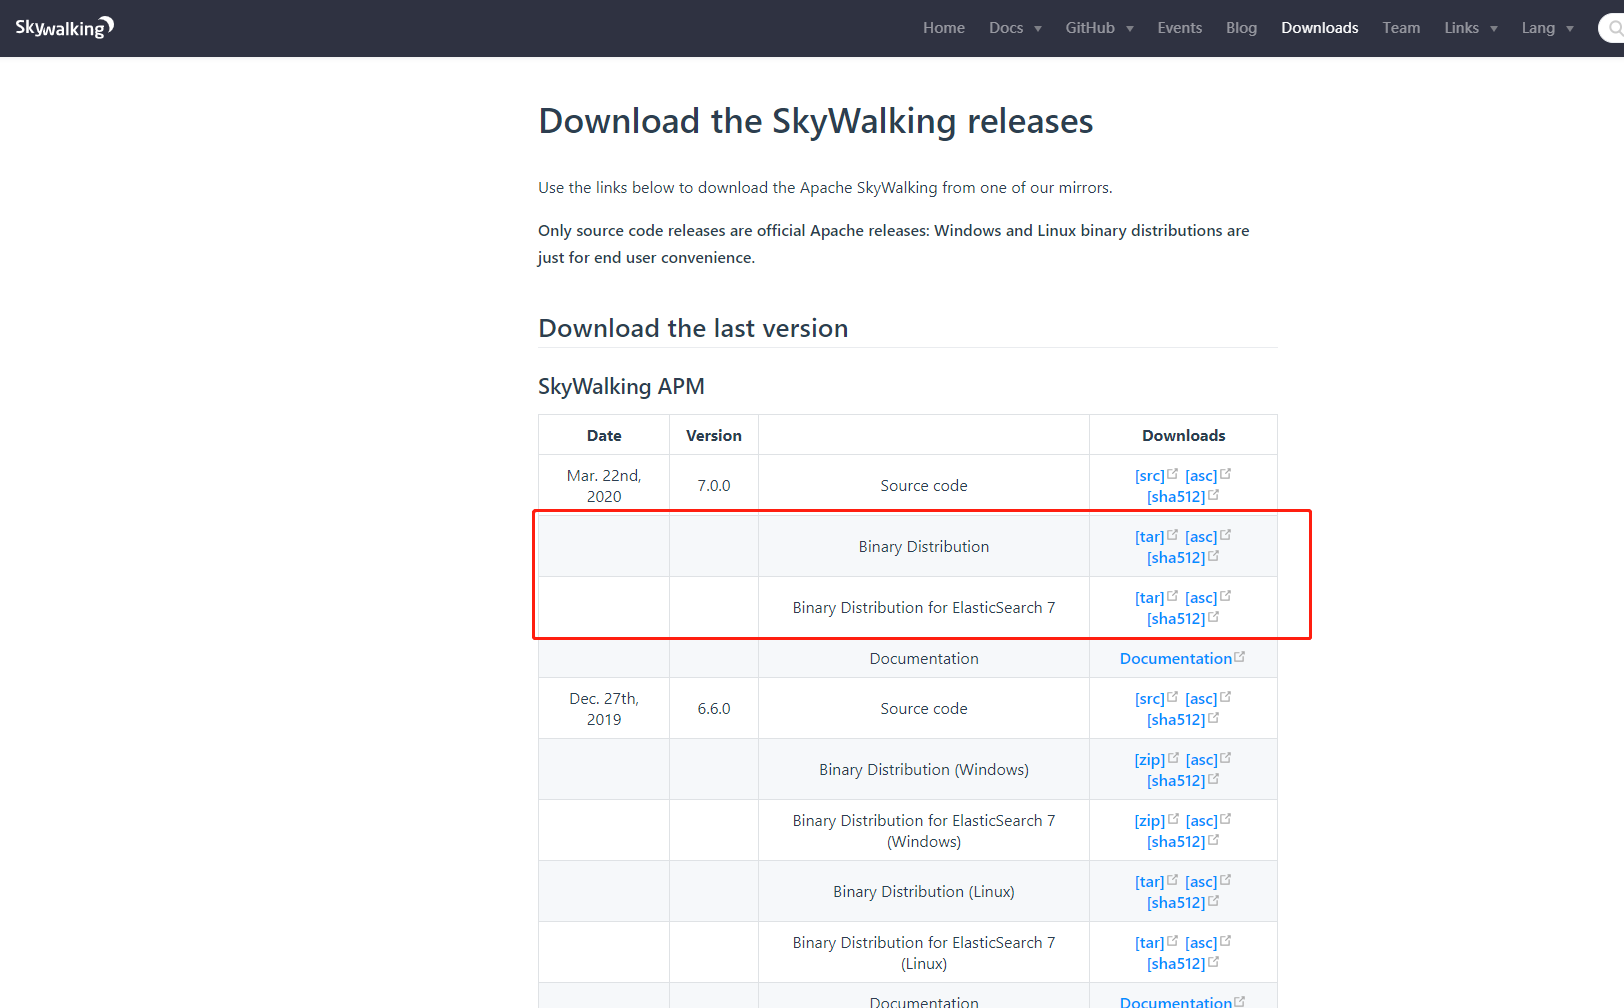 Skywalking
Home Docs GitHub Events Blog Downloads Team Links Lang
Download the SkyWalking releases
Use the links below to download the Apache SkyWalking from one of our mirrors.
Only source code releases are official Apache releases: Windows and Linux binary distributions are
just for end user convenience.
Download the last version
SkyWalking APM
Date Version Downloads
Mar. 22nd,
2020
7.0.0
Source code
[src] [asc]
[sha512]
Binary Distribution
[tar] [asc]
[sha512]
Binary Distribution for ElasticSearch 7
[tar] [asc]
[sha512]
Documentation
Documentation
Dec. 27th,
2019
6.6.0
Source code
[src] [asc]
[sha512]
Binary Distribution (Windows)
[zip] [asc]
[sha512]
Binary Distribution for ElasticSearch 7
(Windows)
[zip] [asc]
[sha512]
Binary Distribution (Linux)
[tar] [asc]
[sha512]
Binary Distribution for ElasticSearch 7
(Linux)
[tar] [asc]
[sha512]
Documentation
Documentation